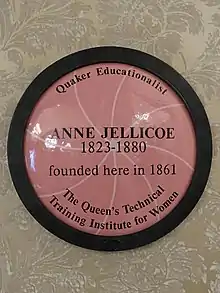 Quaker Educationalist
ANNE JELLICOE
1823-1880
founded here in 1861
The Queen's Technical
Training Institute for Women